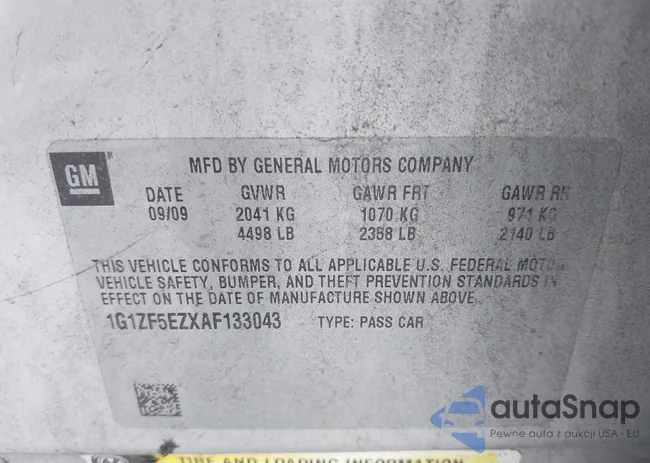 GM
MFD BY GENERAL MOTORS COMPANY
DATE GVWR GAWR FRT GAWR RR
09/09 2041 KG 1070 KG 971 KG
4498 LB 2358 LB 2140 LB
THIS VEHICLE CONFORMS TO ALL APPLICABLE U.S. FEDERAL MOTOR
VEHICLE SAFETY, BUMPER, AND THEFT PREVENTION STANDARDS IN
EFFECT ON THE DATE OF MANUFACTURE SHOWN ABOVE.
1G1ZF5EZXAF133043 TYPE: PASS CAR
autaSnap
Pewne auta z aukcji USA i EU
TIRE AND LOADING INFORMATION